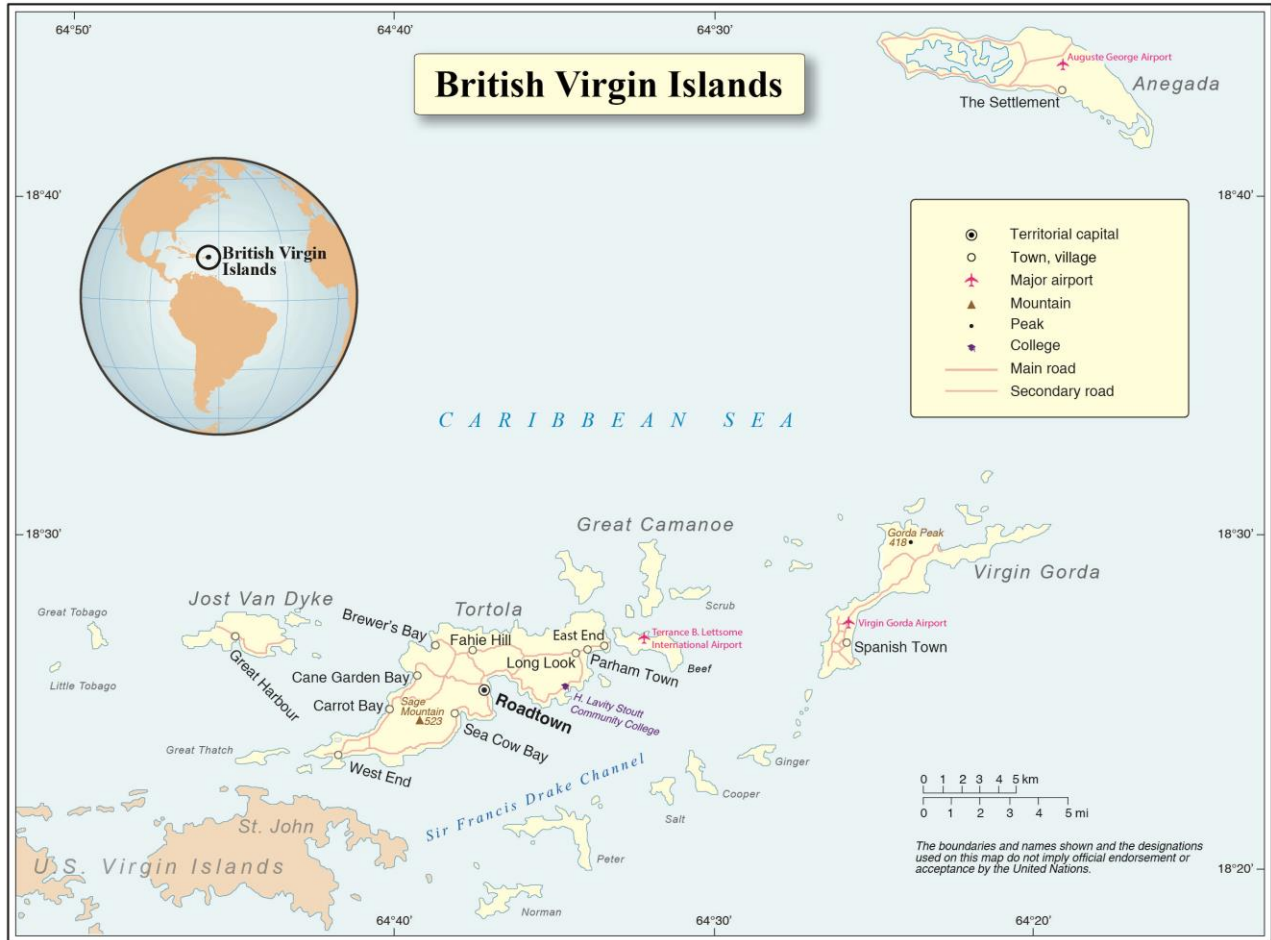 64°50'
64°40'
64°30'
British Virgin Islands
Auguste George Airport
Anegada
The Settlement
18°40'
18°40'
British Virgin
Islands
Territorial capital
Town, village
Major airport
Mountain
Peak
College
Main road
Secondary road
CARIBBEAN SEA
18°30'
18°30'
Great Camanoe
Gorda Peak
418
Virgin Gorda
Jost Van Dyke
Tortola
Scrub
Great Tobago
Brewer's Bay
Fahie Hill
East End
Terrance B. Lettsome
International Airport
Virgin Gorda Airport
Spanish Town
Long Look
Parham Town
Beef
Great Harbour
Little Tobago
Cane Garden Bay
Carrot Bay
Sage
Mountain
523
Roadtown
H. Lavity Stoutt
Community College
Sea Cow Bay
Great Thatch
West End
Sir Francis Drake Channel
Ginger
Cooper
Salt
0 1 2 3 4 5 km
0 1 2 3 4 5 mi
St. John
U.S. Virgin Islands
Peter
Norman
The boundaries and names shown and the designations
used on this map do not imply official endorsement or
acceptance by the United Nations.
18°20'
18°20'
64°40'
64°30'
64°20'